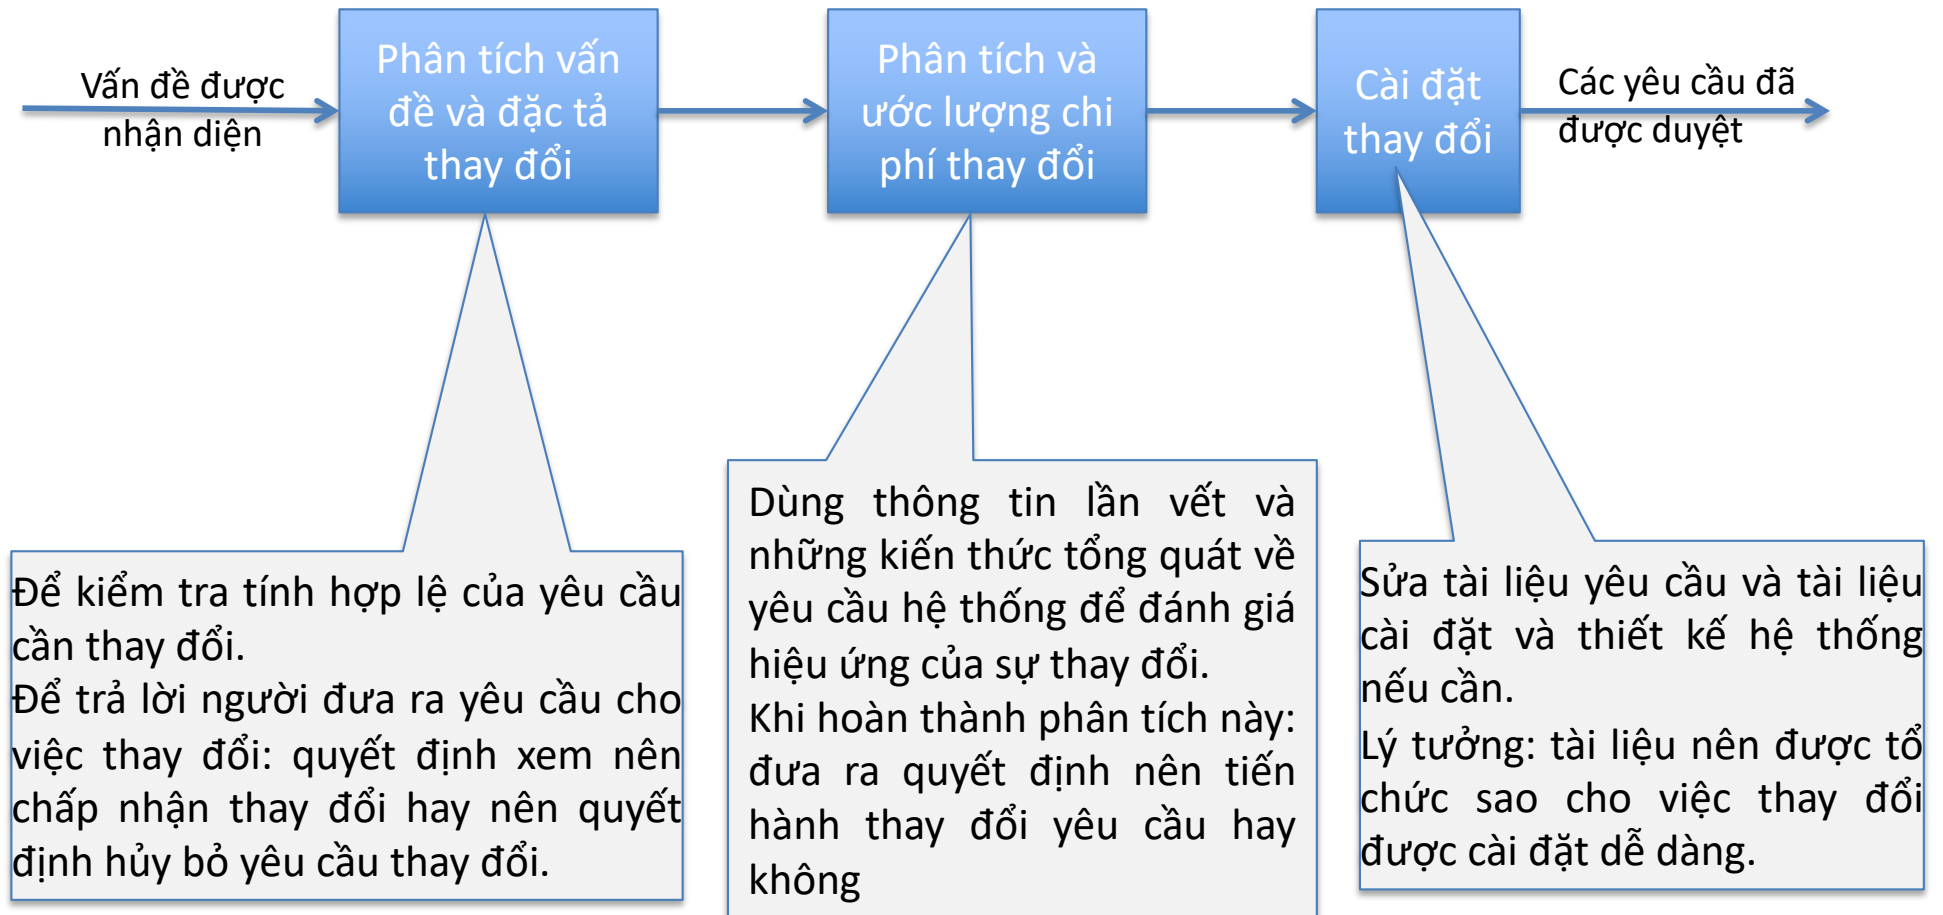 Vấn đề được
nhận diện
Phân tích vấn
đề và đặc tả
thay đổi
Phân tích và
ước lượng chi
phí thay đổi
Cài đặt
thay đổi
Các yêu cầu đã
được duyệt
Để kiểm tra tính hợp lệ của yêu cầu
cần thay đổi.
Để trả lời người đưa ra yêu cầu cho
việc thay đổi: quyết định xem nên
chấp nhận thay đổi hay nên quyết
định hủy bỏ yêu cầu thay đổi.
Dùng thông tin lần vết và
những kiến thức tổng quát về
yêu cầu hệ thống để đánh giá
hiệu ứng của sự thay đổi.
Khi hoàn thành phân tích này:
đưa ra quyết định nên tiến
hành thay đổi yêu cầu hay
không
Sửa tài liệu yêu cầu và tài liệu
cài đặt và thiết kế hệ thống
nếu cần.
Lý tưởng: tài liệu nên được tổ
chức sao cho việc thay đổi
được cài đặt dễ dàng.